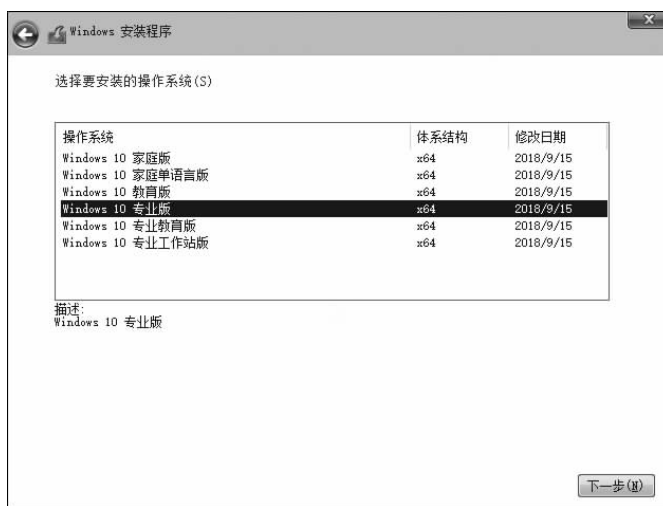 Windows 安装程序
选择要安装的操作系统(S)
操作系统 体系结构 修改日期
Windows 10 家庭版 x64 2018/9/15
Windows 10 家庭单语言版 x64 2018/9/15
Windows 10 教育版 x64 2018/9/15
Windows 10 专业版 x64 2018/9/15
Windows 10 专业教育版 x64 2018/9/15
Windows 10 专业工作站版 x64 2018/9/15
描述:
Windows 10 专业版
下一步(N)